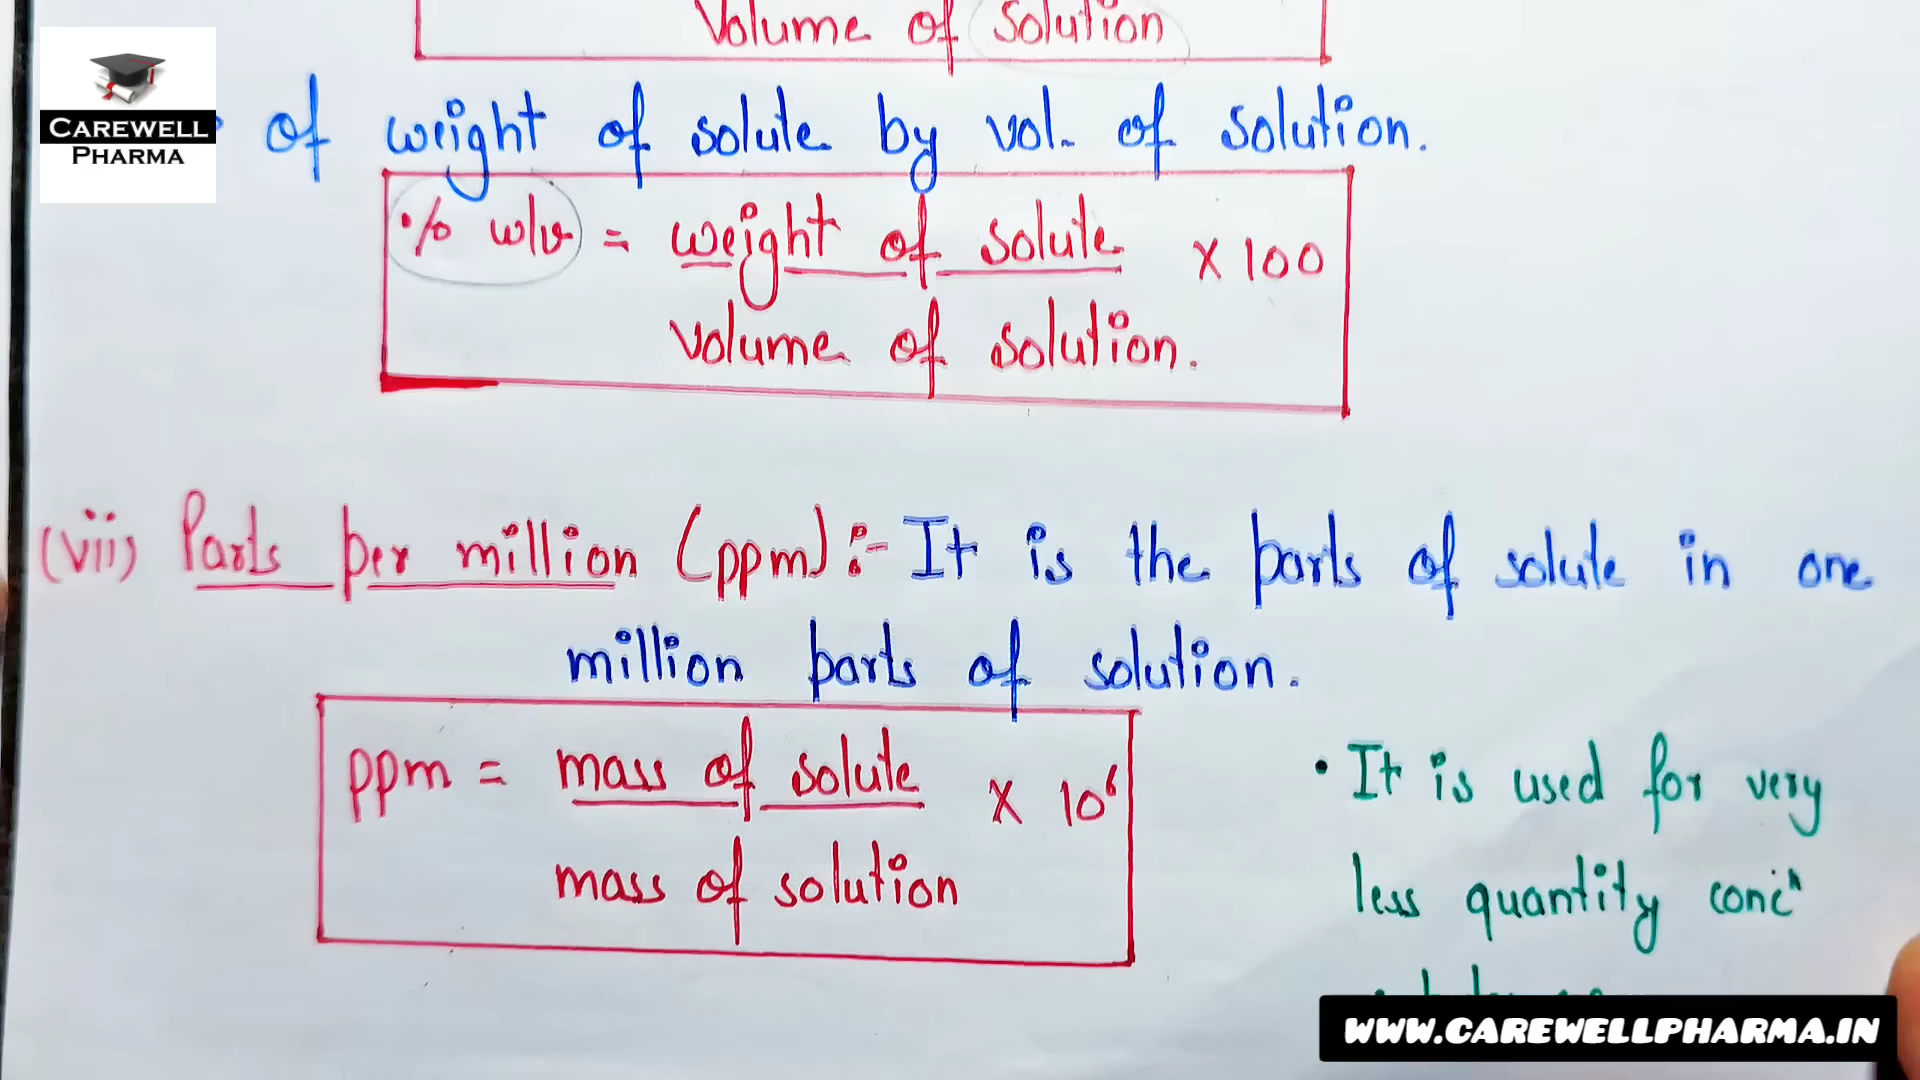 Volume of solution
CAREWELL
PHARMA
of weight of solute by vol. of solution.
% w/v = weight of solute × 100
volume of solution.
(vii) Parts per million (ppm) :- It is the parts of solute in one
million parts of solution.
ppm = mass of solute × 10⁶
mass of solution
• It is used for very
less quantity concⁿ
WWW.CAREWELLPHARMA.IN